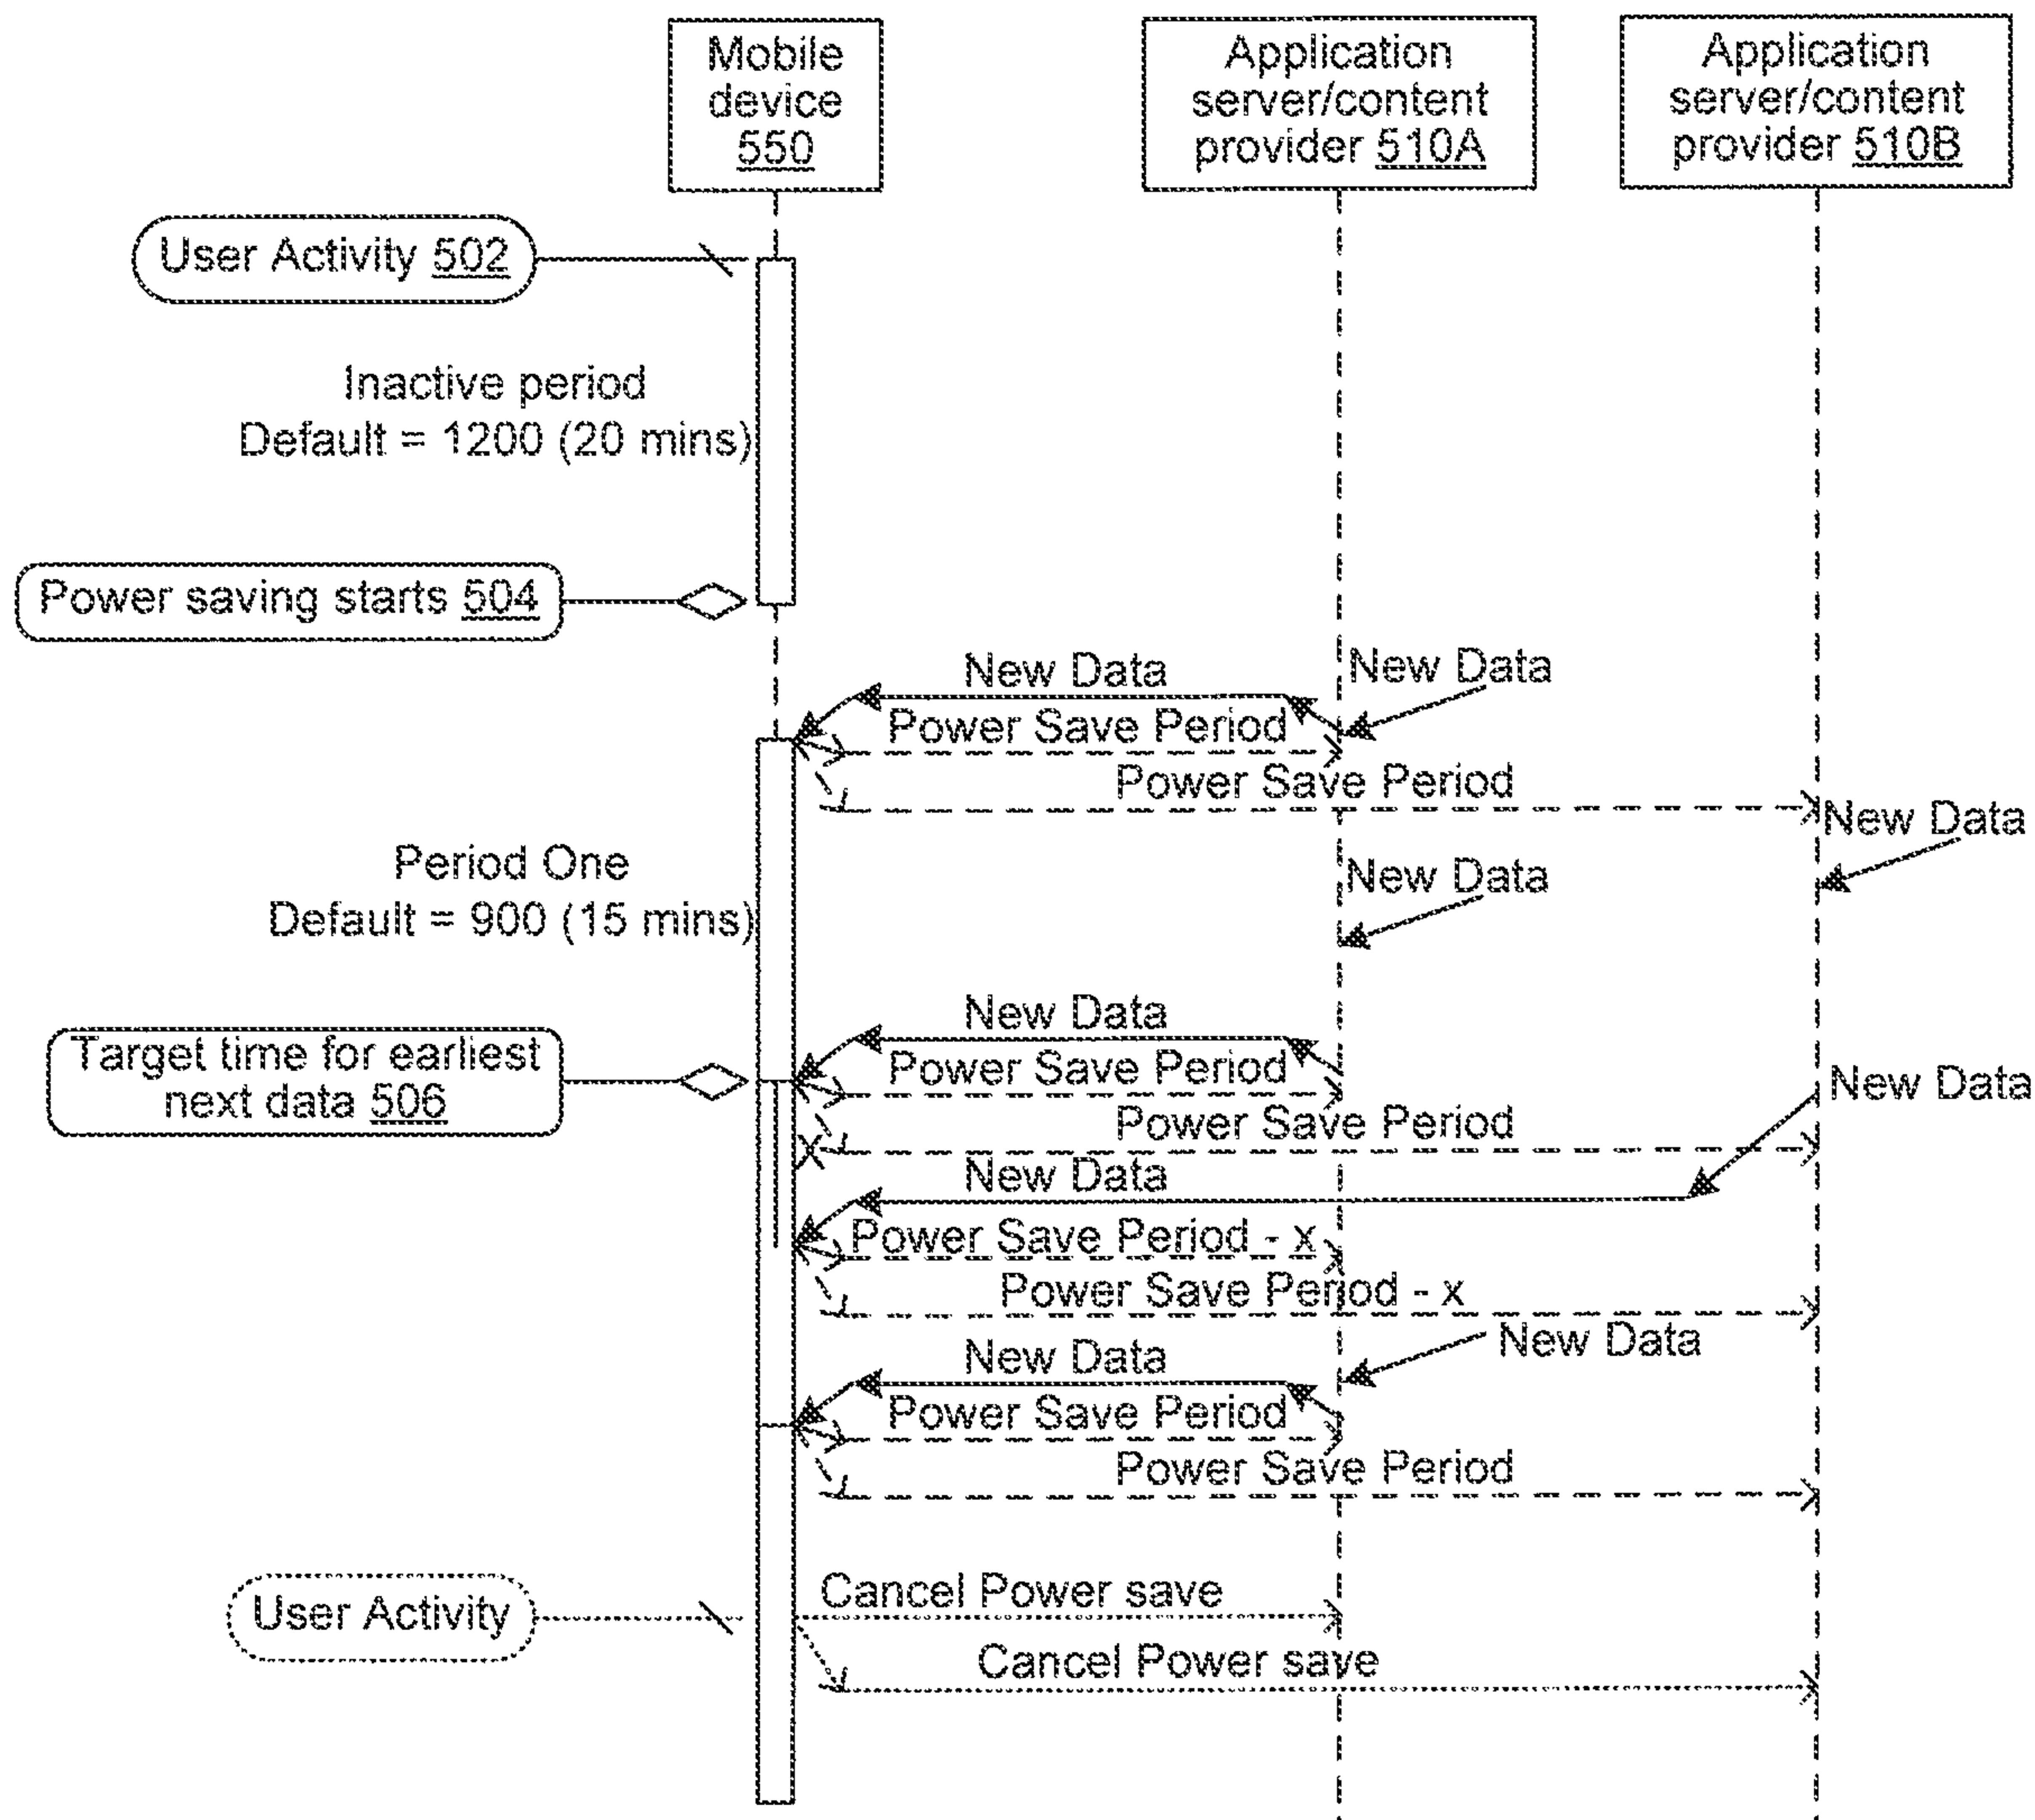 Mobile
device
550
Application
server/content
provider 510A
Application
server/content
provider 510B
User Activity 502
Inactive period
Default = 1200 (20 mins)
Power saving starts 504
New Data
New Data
Power Save Period
Power Save Period
New Data
Period One
Default = 900 (15 mins)
New Data
New Data
Target time for earliest
next data 506
Power Save Period
New Data
Power Save Period
X
New Data
Power Save Period - x
Power Save Period - x
New Data
New Data
Power Save Period
Power Save Period
User Activity
Cancel Power save
Cancel Power save